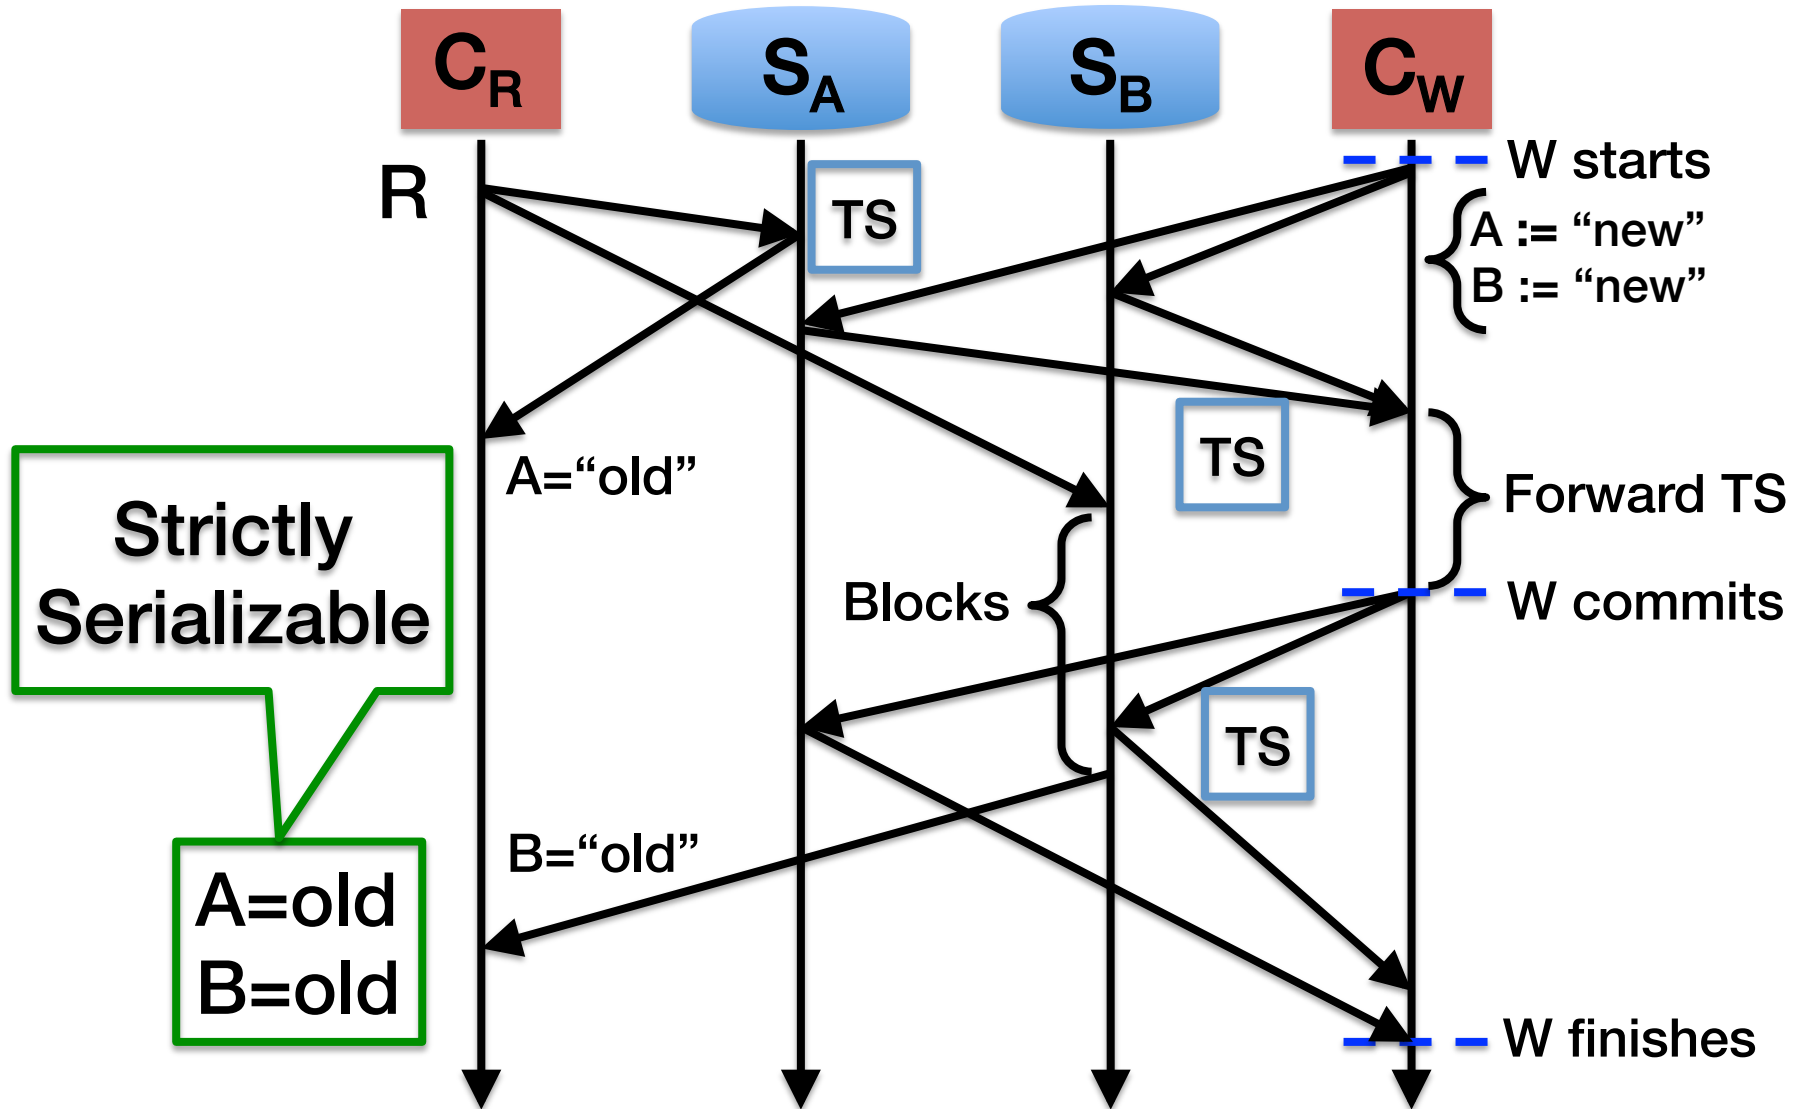 C_R
S_A
S_B
C_W
R
TS
W starts
A := “new”
B := “new”
A=“old”
TS
Forward TS
Strictly
Serializable
Blocks
W commits
TS
B=“old”
A=old
B=old
W finishes